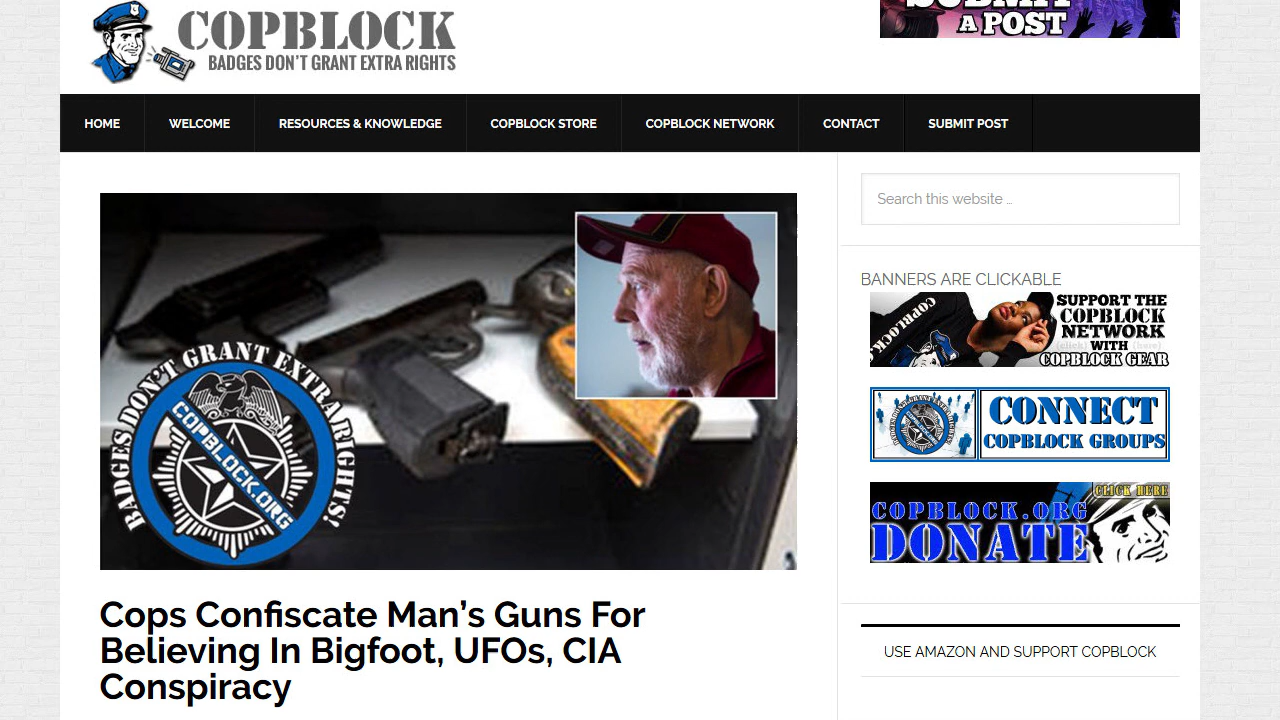 SUBMIT
A POST
COPBLOCK
BADGES DON'T GRANT EXTRA RIGHTS
HOME
WELCOME
RESOURCES & KNOWLEDGE
COPBLOCK STORE
COPBLOCK NETWORK
CONTACT
SUBMIT POST
BADGES DON'T GRANT EXTRA RIGHTS!
COPBLOCK.ORG
Cops Confiscate Man's Guns For
Believing In Bigfoot, UFOs, CIA
Conspiracy
Search this website …
BANNERS ARE CLICKABLE
SUPPORT THE
COPBLOCK
NETWORK
(click) WITH (here)
COPBLOCK GEAR
CONNECT
COPBLOCK GROUPS
CLICK HERE
COPBLOCK.ORG
DONATE
USE AMAZON AND SUPPORT COPBLOCK